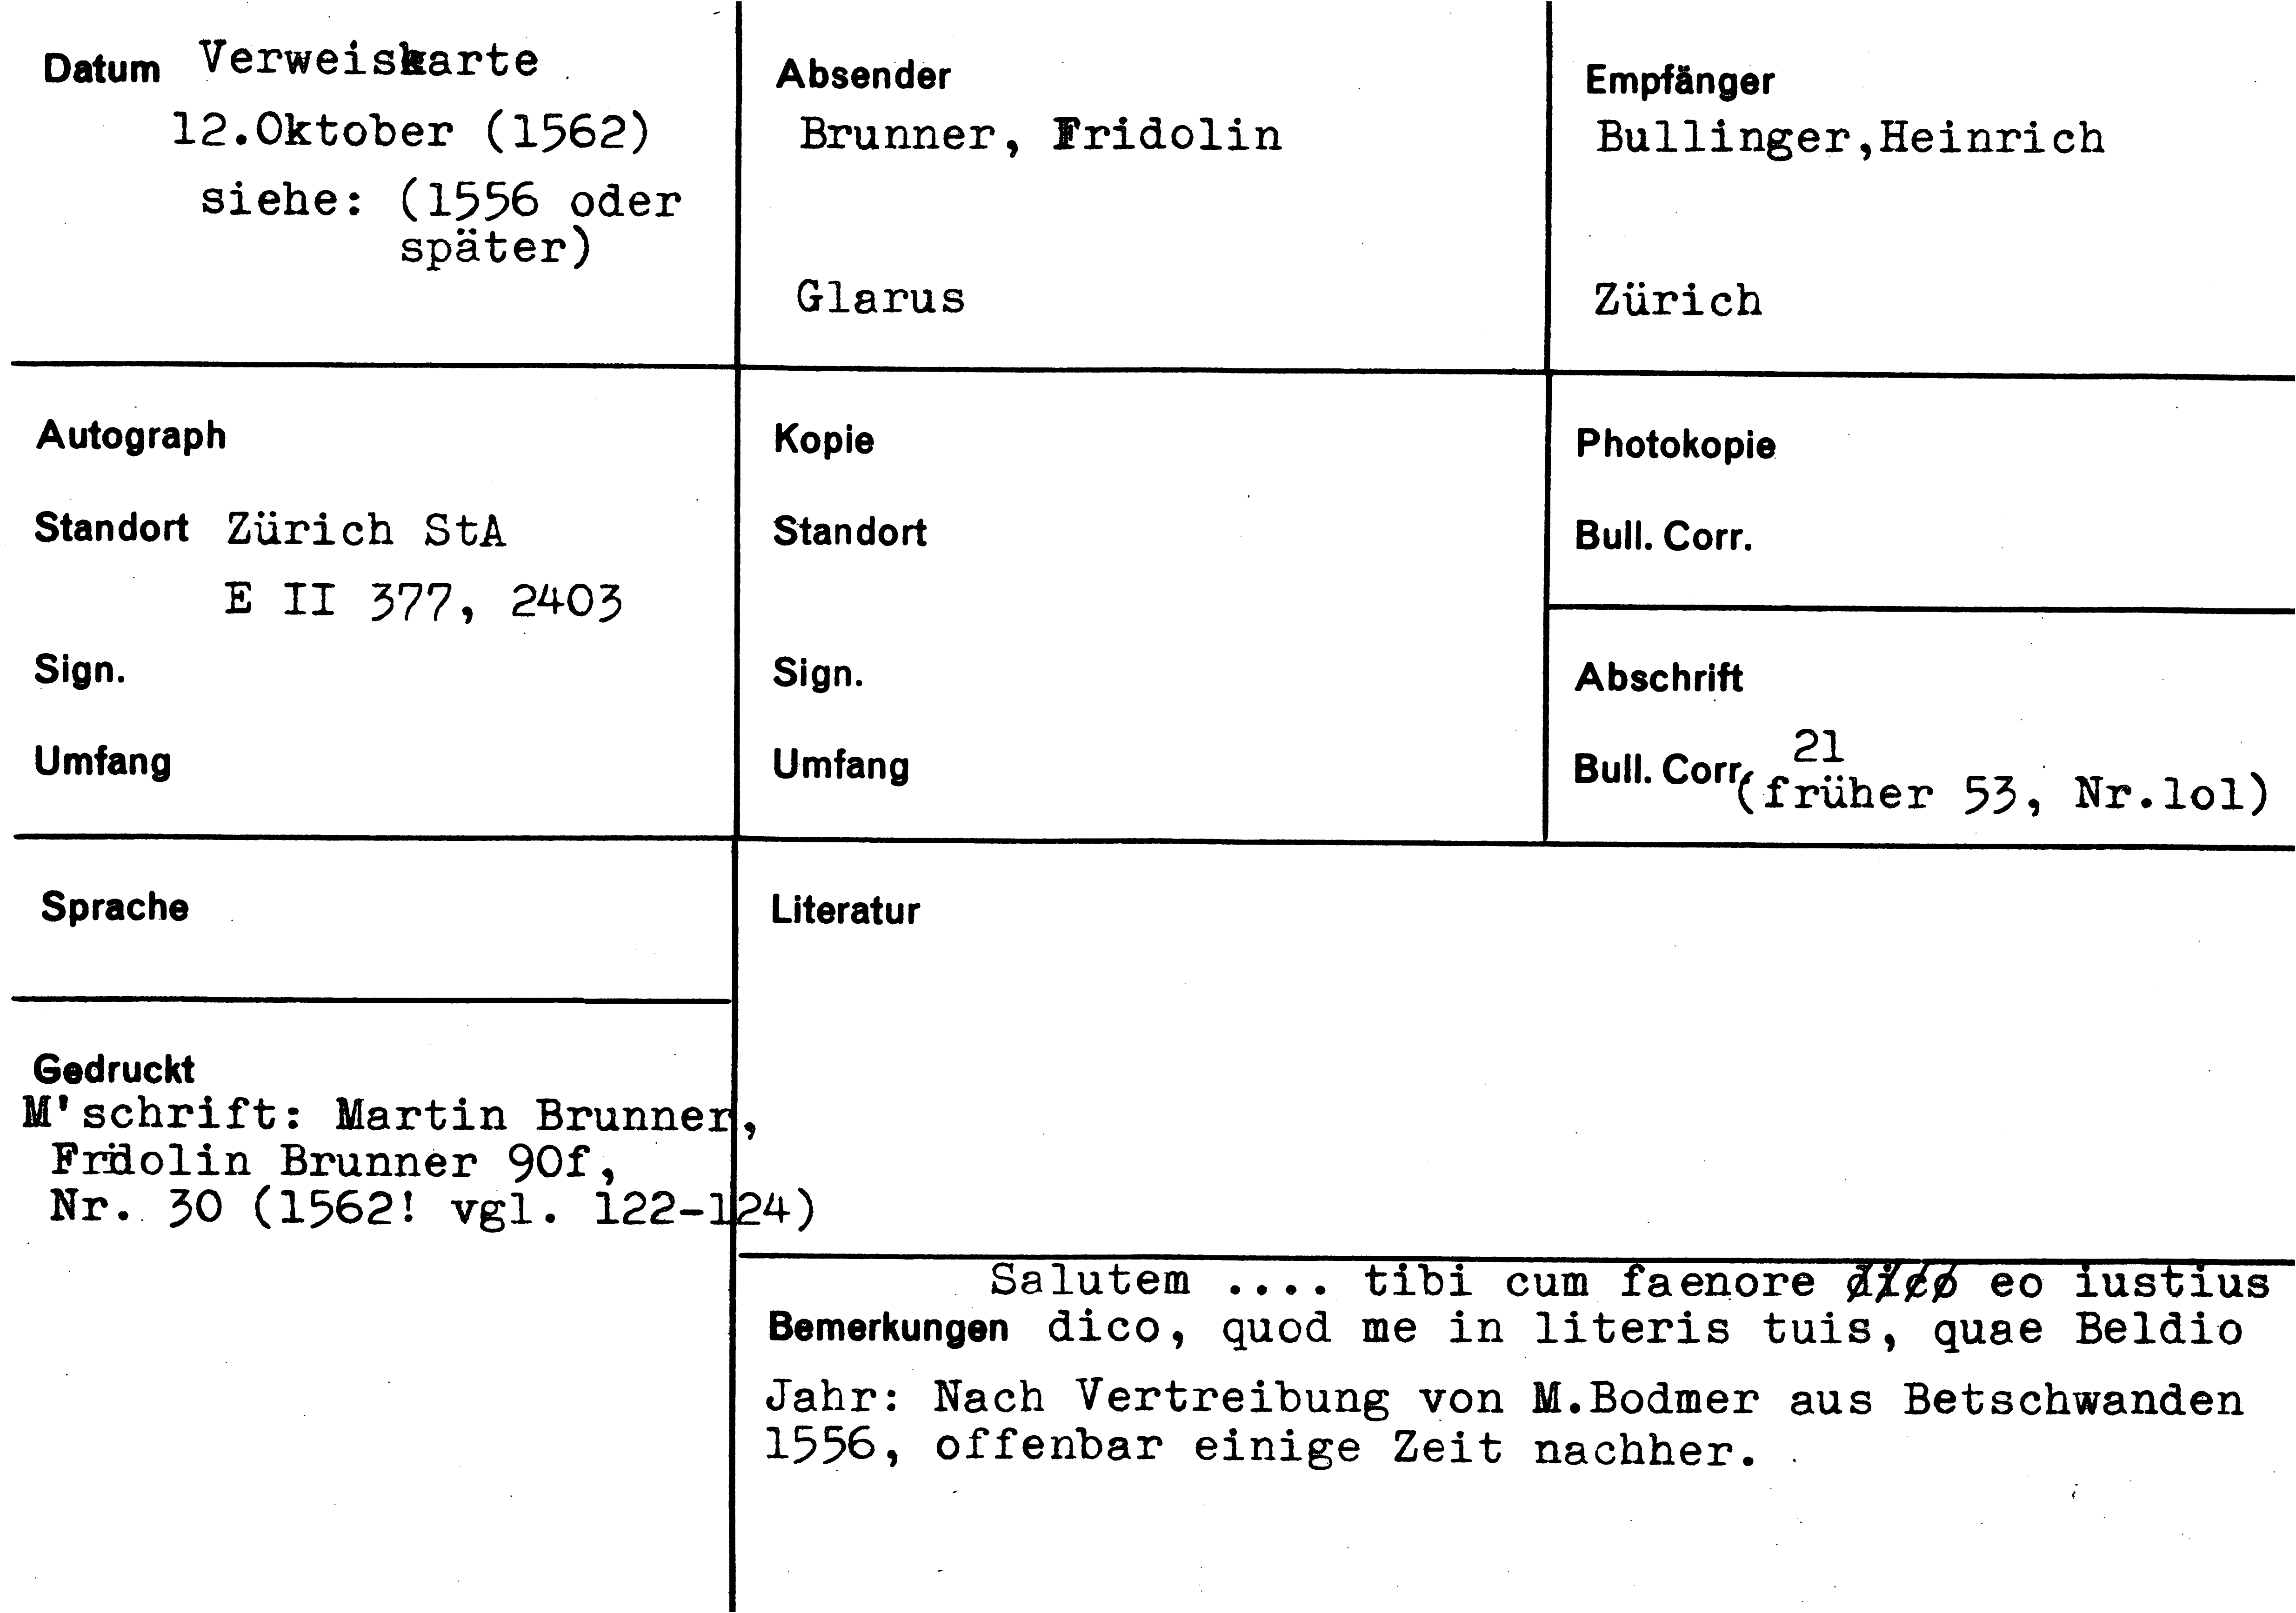 Datum Verweiskarte
12.Oktober (1562)
siehe: (1556 oder
später)
Absender
Brunner, Fridolin
Glarus
Empfänger
Bullinger,Heinrich
Zürich
Autograph
Standort Zürich StA
E II 377, 2403
Sign.
Umfang
Kopie
Standort
Sign.
Umfang
Photokopie
Bull. Corr.
Abschrift
21
Bull. Corr. (früher 53, Nr.lol)
Sprache
Literatur
Gedruckt
M'schrift: Martin Brunner,
Fridolin Brunner 90f,
Nr. 30 (1562! vgl. 122-124)
Salutem .... tibi cum faenore dico eo iustius
Bemerkungen dico, quod me in literis tuis, quae Beldio
Jahr: Nach Vertreibung von M.Bodmer aus Betschwanden
1556, offenbar einige Zeit nachher.